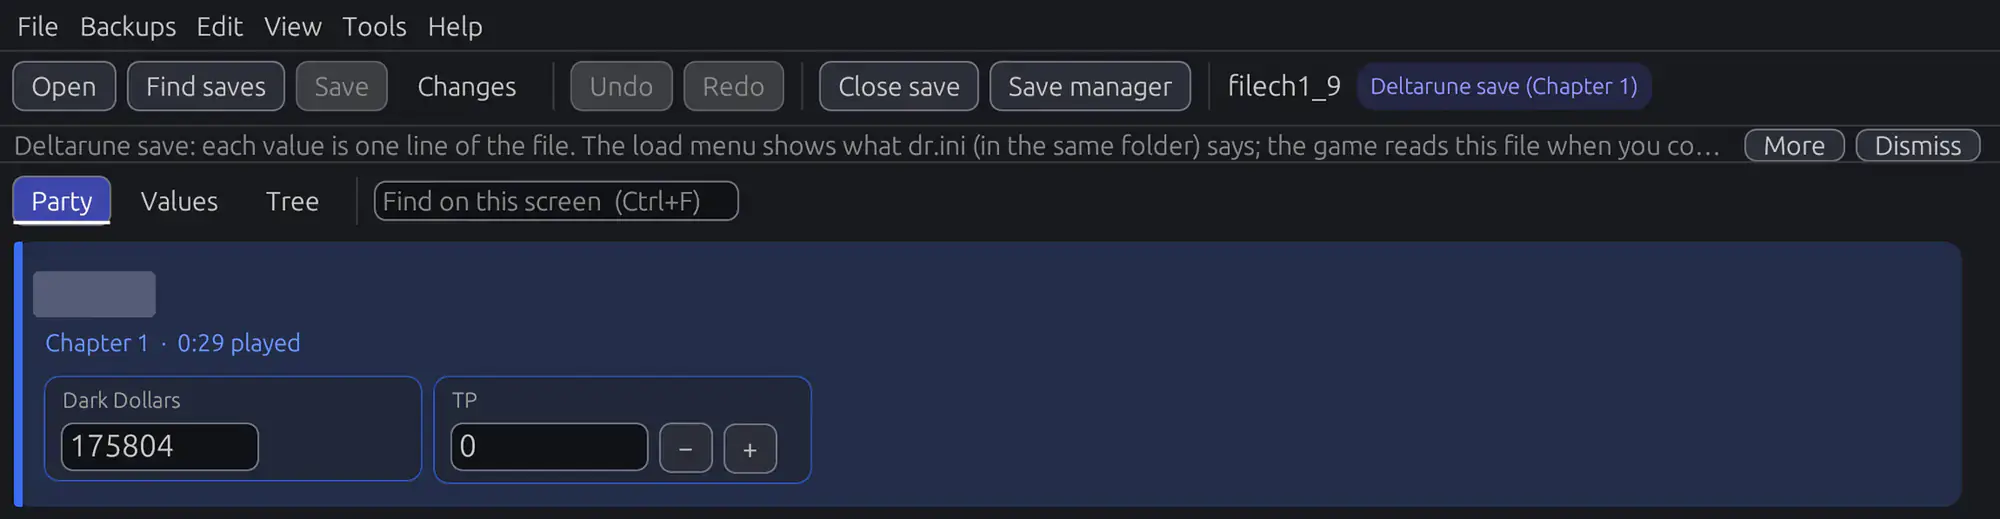 File Backups Edit View Tools Help
Open Find saves Save Changes Undo Redo Close save Save manager filech1_9 Deltarune save (Chapter 1)
Deltarune save: each value is one line of the file. The load menu shows what dr.ini (in the same folder) says; the game reads this file when you co... More Dismiss
Party Values Tree Find on this screen (Ctrl+F)
Chapter 1 · 0:29 played
Dark Dollars TP
175804 0 − +